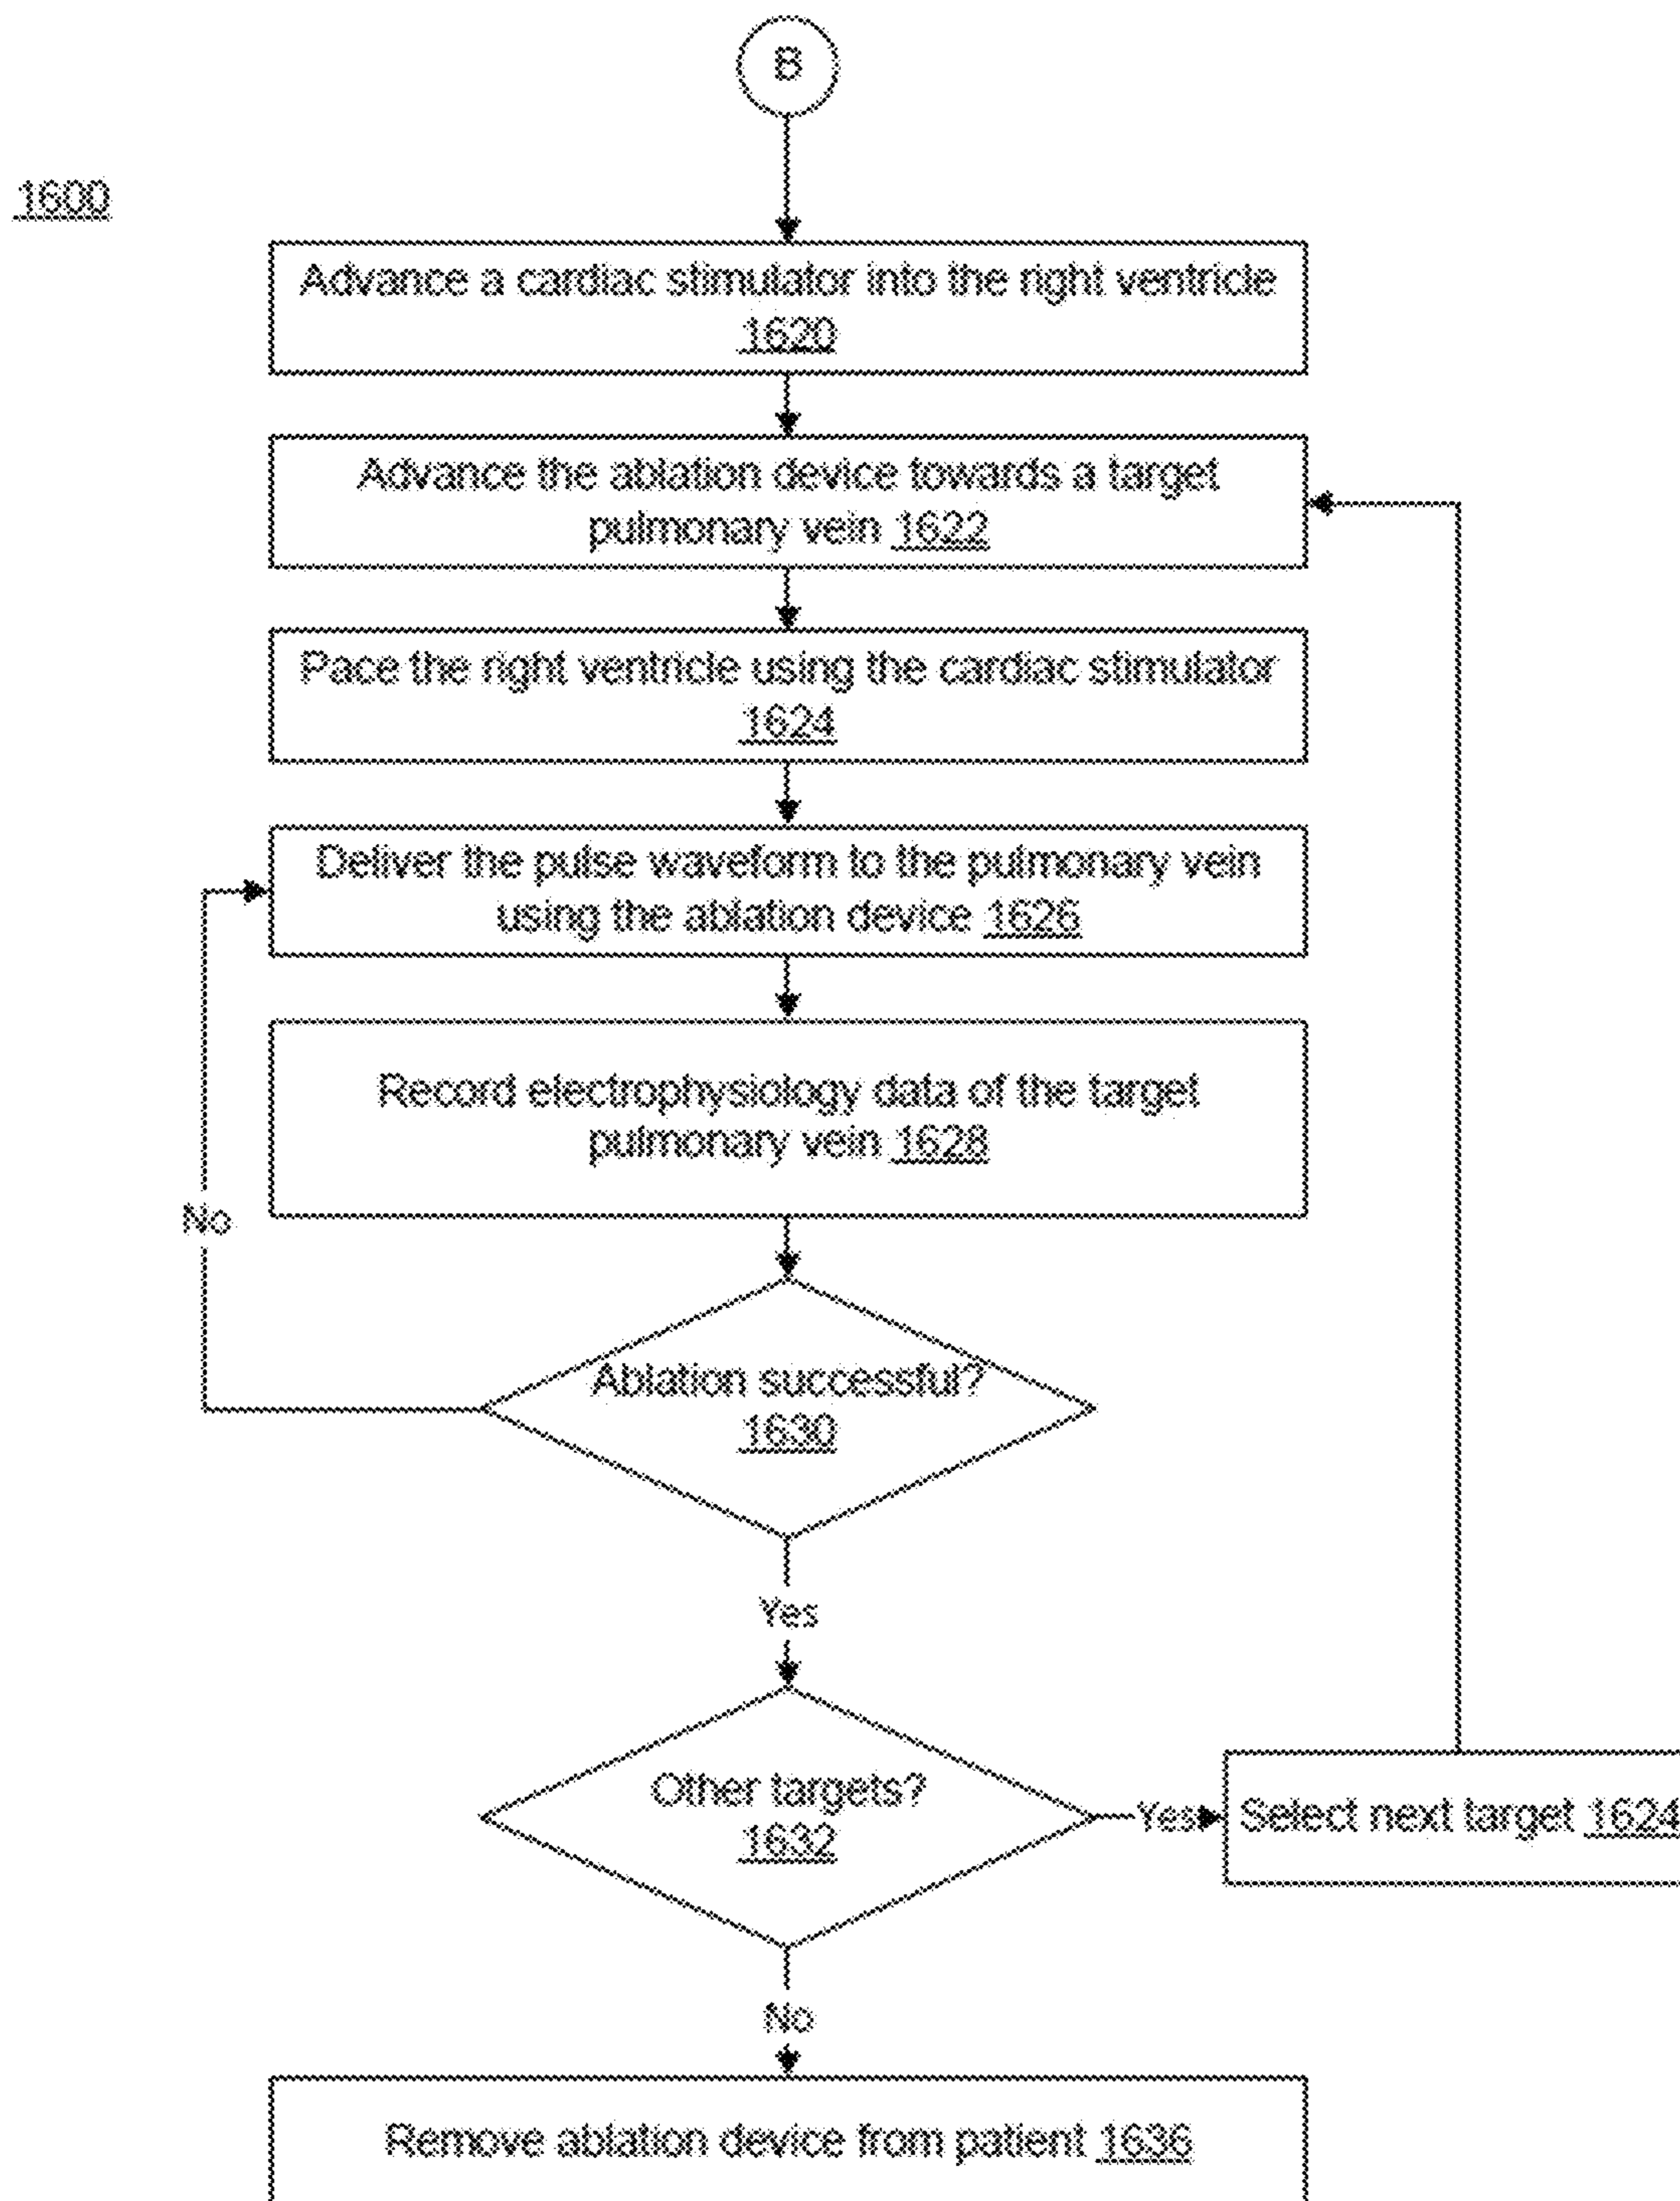 B
1600
Advance a cardiac stimulator into the right ventricle
1620
Advance the ablation device towards a target
pulmonary vein 1622
Pace the right ventricle using the cardiac stimulator
1624
Deliver the pulse waveform to the pulmonary vein
using the ablation device 1626
Record electrophysiology data of the target
pulmonary vein 1628
No
Ablation successful?
1630
Yes
Other targets?
1632
Yes
Select next target 1624
No
Remove ablation device from patient 1636